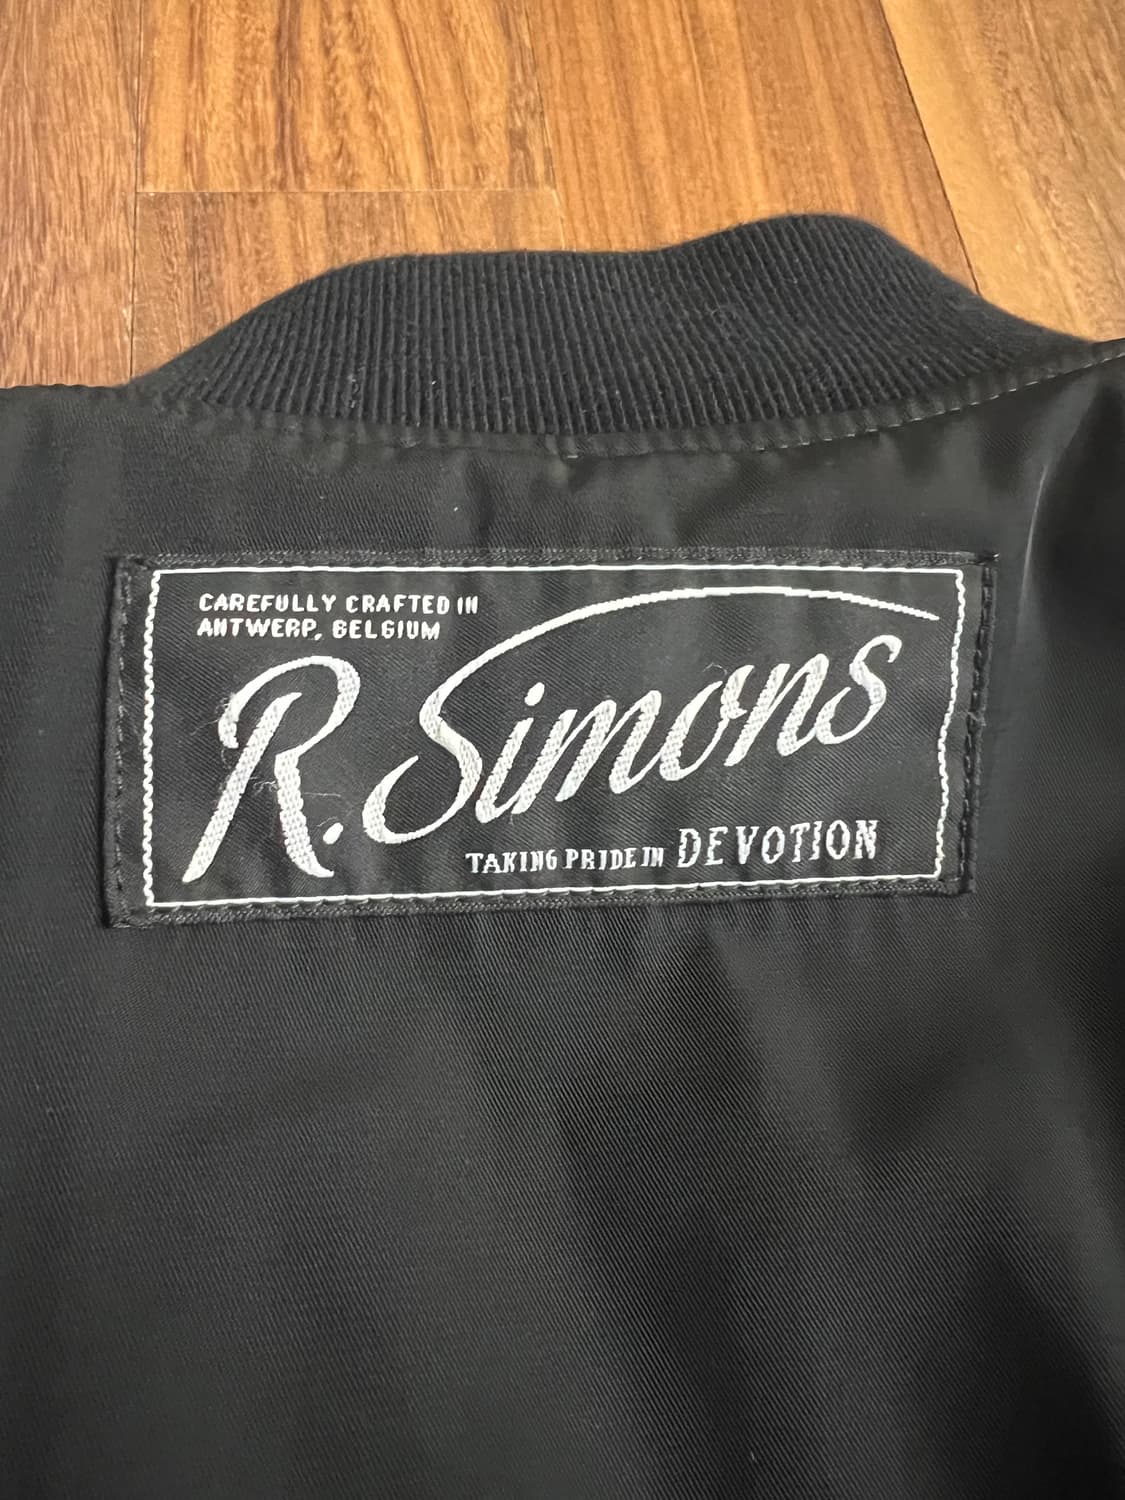 CAREFULLY CRAFTED IN
ANTWERP, BELGIUM
R. Simons
TAKING PRIDE IN DEVOTION